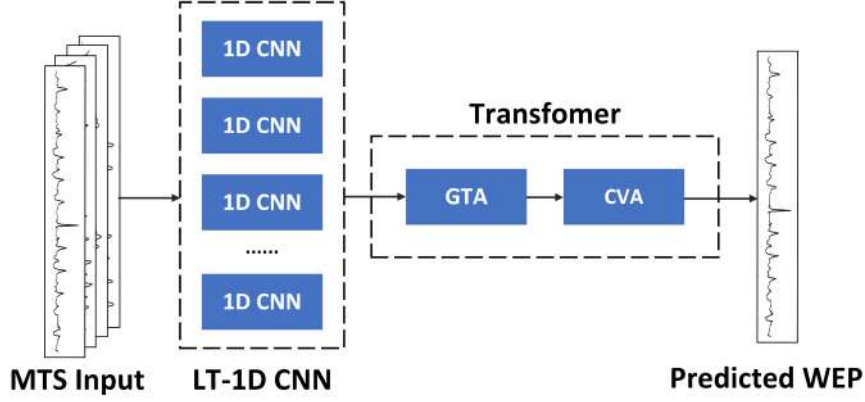 1D CNN
1D CNN
1D CNN
......
1D CNN
Transfomer
GTA
CVA
MTS Input
LT-1D CNN
Predicted WEP